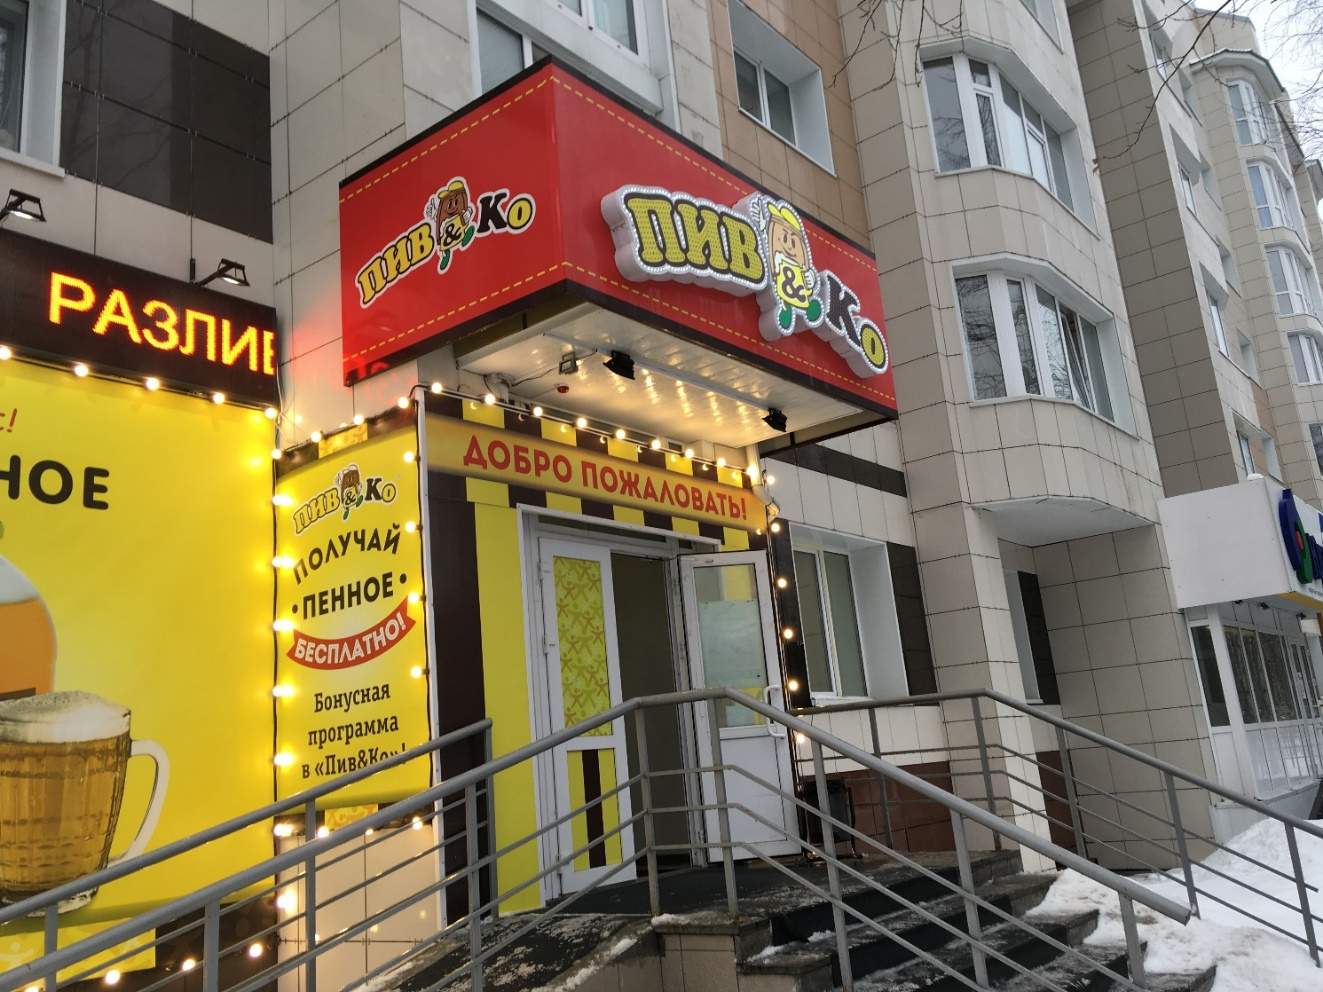 ПИВ&Ко
ПИВ&Ко
РАЗЛИВ
ДОБРО ПОЖАЛОВАТЬ!
ПИВ&Ко
ПОЛУЧАЙ
• ПЕННОЕ •
БЕСПЛАТНО!
Бонусная
программа
в «Пив&Ко»!
НОЕ